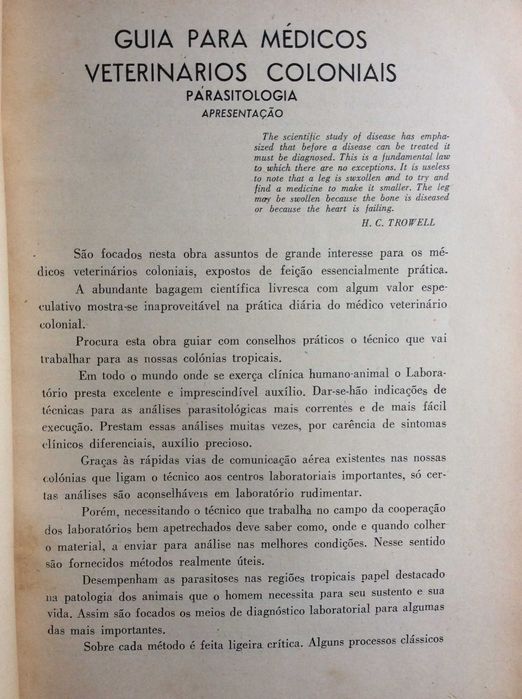 GUIA PARA MÉDICOS
VETERINÁRIOS COLONIAIS
PARASITOLOGIA
APRESENTAÇÃO
The scientific study of disease has empha-
sized that before a disease can be treated it
must be diagnosed. This is a fundamental law
to which there are no exceptions. It is useless
to note that a leg is swxollen and to try and
find a medicine to make it smaller. The leg
may be swollen because the bone is diseased
or because the heart is failing.
H. C. TROWELL
São focados nesta obra assuntos de grande interesse para os mé-
dicos veterinários coloniais, expostos de feição essencialmente prática.
A abundante bagagem científica livresca com algum valor espe-
culativo mostra-se inaproveitável na prática diária do médico veterinário
colonial.
Procura esta obra guiar com conselhos práticos o técnico que vai
trabalhar para as nossas colónias tropicais.
Em todo o mundo onde se exerça clínica humano-animal o Labora-
tório presta excelente e imprescindível auxílio. Dar-se-hão indicações de
técnicas para as análises parasitológicas mais correntes e de mais fácil
execução. Prestam essas análises muitas vezes, por carência de sintomas
clínicos diferenciais, auxílio precioso.
Graças às rápidas vias de comunicação aérea existentes nas nossas
colónias que ligam o técnico aos centros laboratoriais importantes, só cer-
tas análises são aconselháveis em laboratório rudimentar.
Porém, necessitando o técnico que trabalha no campo da cooperação
dos laboratórios bem apetrechados deve saber como, onde e quando colher
o material, a enviar para análise nas melhores condições. Nesse sentido
são fornecidos métodos realmente úteis.
Desempenham as parasitoses nas regiões tropicais papel destacado
na patologia dos animais que o homem necessita para seu sustento e sua
vida. Assim são focados os meios de diagnóstico laboratorial para algumas
das mais importantes.
Sobre cada método é feita ligeira crítica. Alguns processos clássicos